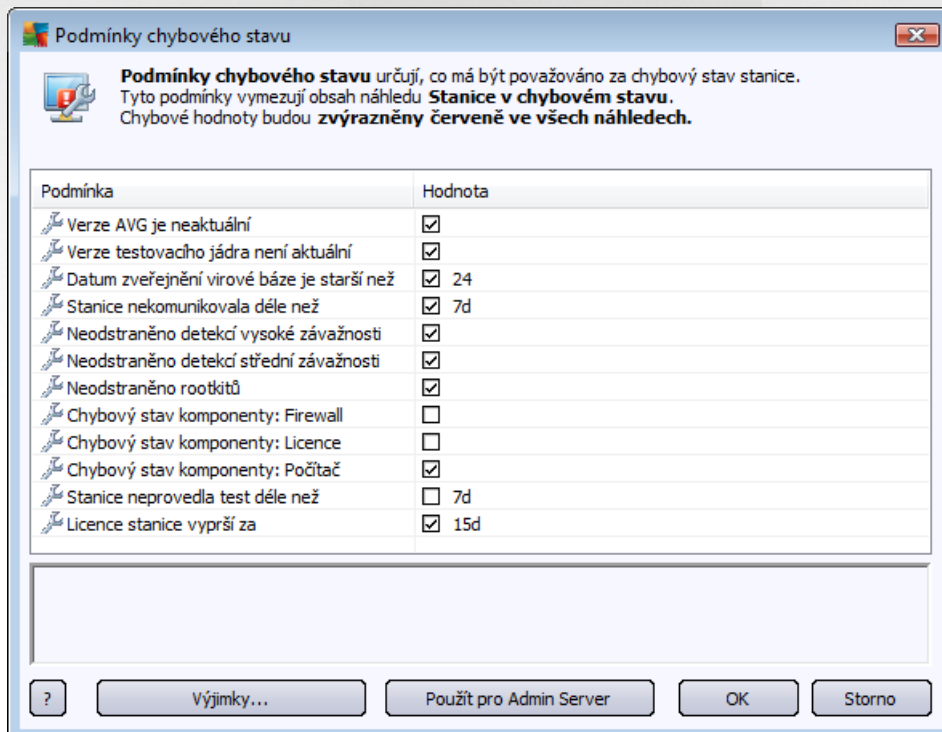 Podmínky chybového stavu
Podmínky chybového stavu určují, co má být považováno za chybový stav stanice.
Tyto podmínky vymezují obsah náhledu Stanice v chybovém stavu.
Chybové hodnoty budou zvýrazněny červeně ve všech náhledech.
Podmínka Hodnota
Verze AVG je neaktuální
Verze testovacího jádra není aktuální
Datum zveřejnění virové báze je starší než 24
Stanice nekomunikovala déle než 7d
Neodstraněno detekcí vysoké závažnosti
Neodstraněno detekcí střední závažnosti
Neodstraněno rootkitů
Chybový stav komponenty: Firewall
Chybový stav komponenty: Licence
Chybový stav komponenty: Počítač
Stanice neprovedla test déle než 7d
Licence stanice vyprší za 15d
? Výjimky... Použít pro Admin Server OK Storno